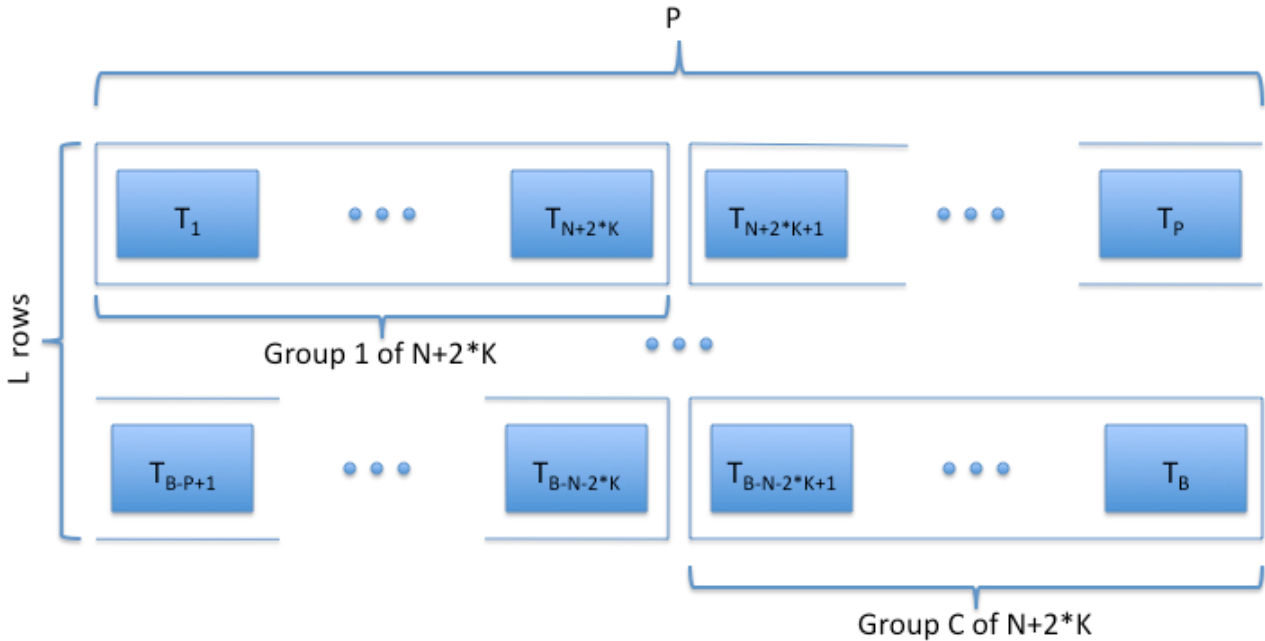 P
T1
TN+2*K
TN+2*K+1
TP
L rows
Group 1 of N+2*K
TB-P+1
TB-N-2*K
TB-N-2*K+1
TB
Group C of N+2*K